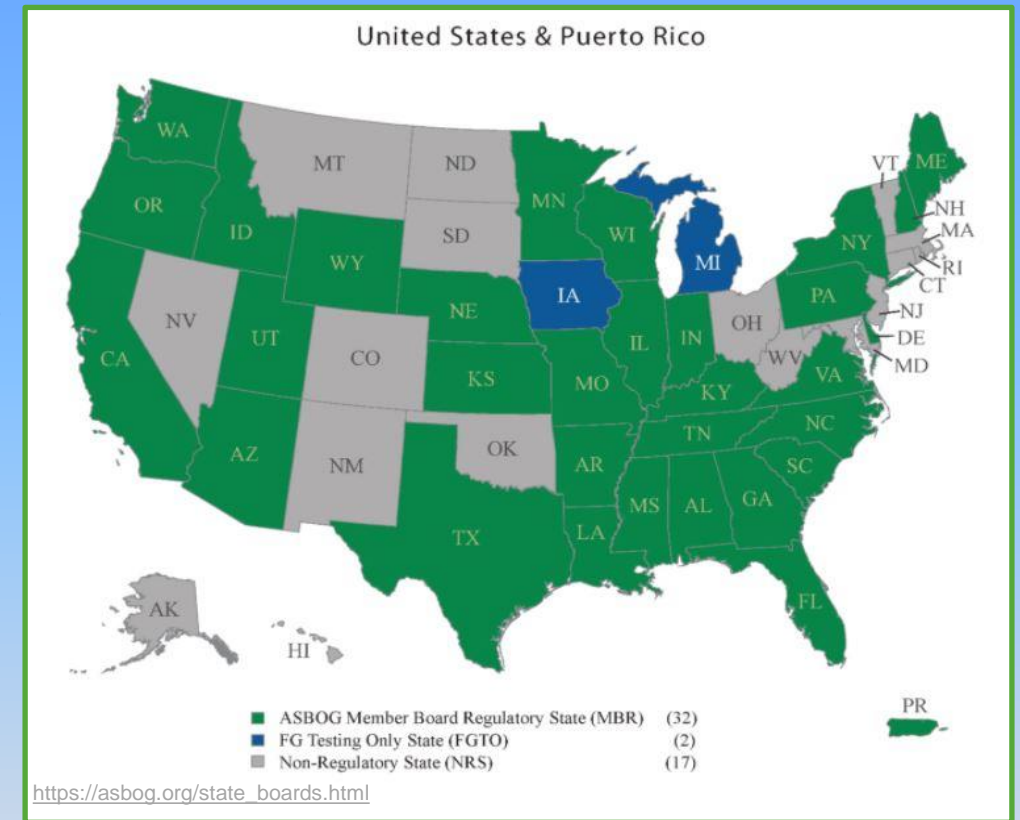 United States & Puerto Rico
WA
MT
ND
VT
ME
MN
OR
ID
SD
WI
NH
MA
WY
NY
MI
RI
CT
IA
NE
PA
NJ
NV
UT
OH
IL
IN
DE
CO
WV
MD
CA
KS
MO
VA
KY
NC
TN
AZ
NM
OK
AR
SC
MS
AL
GA
LA
TX
FL
AK
HI
PR
ASBOG Member Board Regulatory State (MBR) (32)
FG Testing Only State (FGTO) (2)
Non-Regulatory State (NRS) (17)
https://asbog.org/state_boards.html